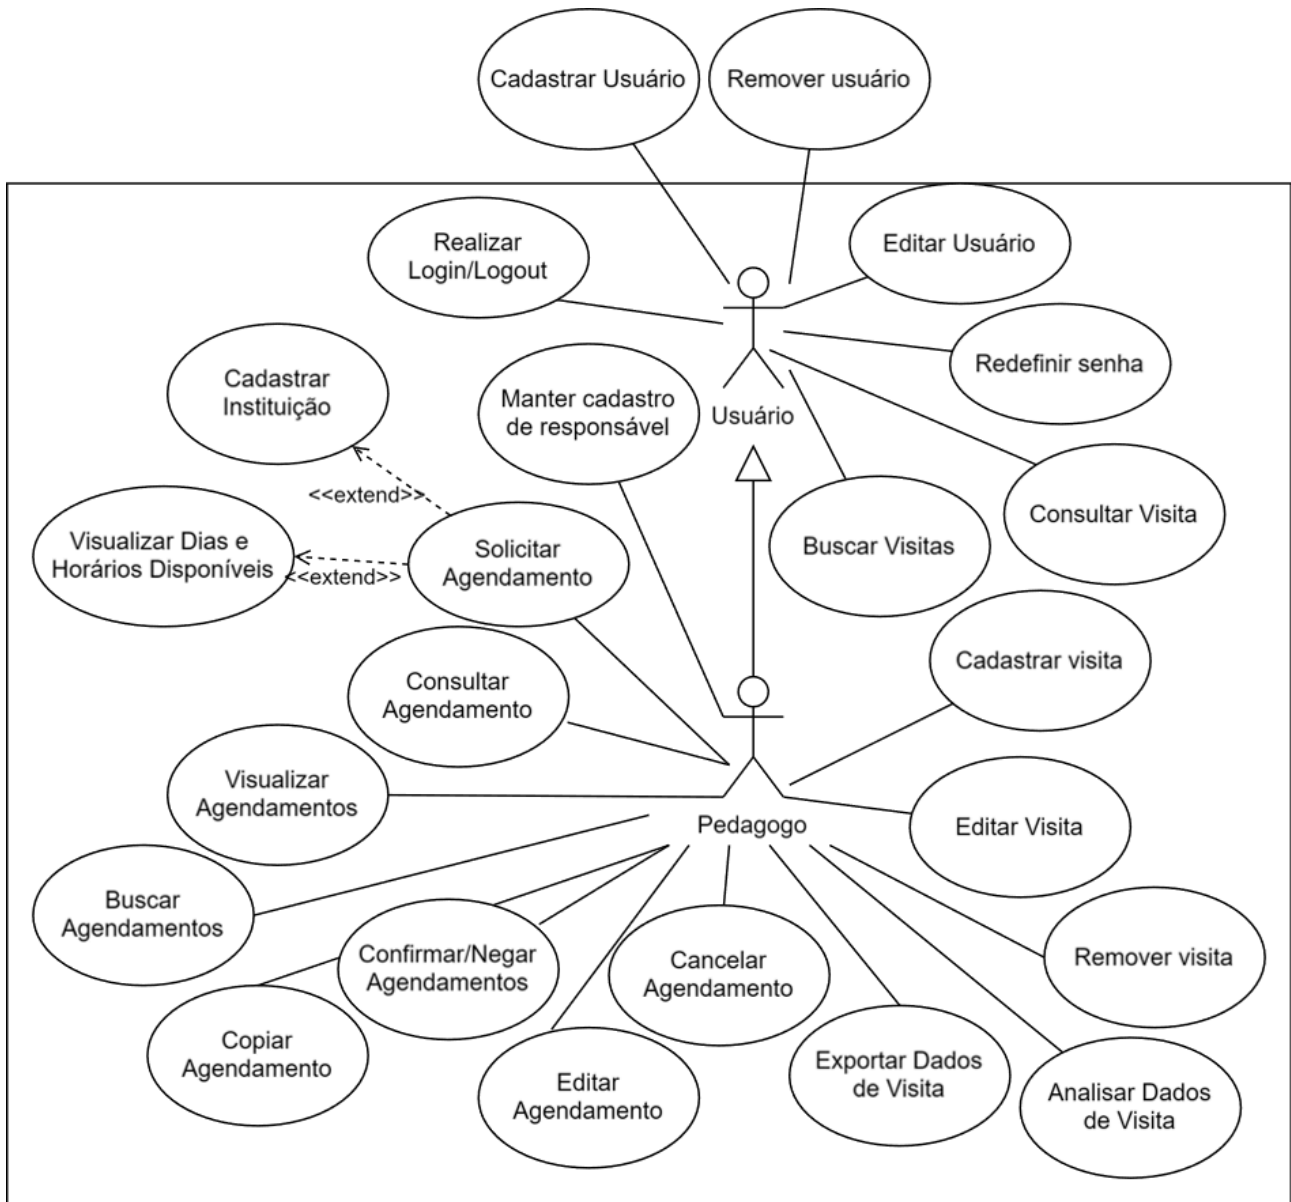 Cadastrar Usuário
Remover usuário
Realizar
Login/Logout
Editar Usuário
Cadastrar
Instituição
Manter cadastro
de responsável
Usuário
Redefinir senha
<<extend>>
Consultar Visita
Visualizar Dias e
Horários Disponíveis
<<extend>>
Solicitar
Agendamento
Buscar Visitas
Consultar
Agendamento
Cadastrar visita
Visualizar
Agendamentos
Pedagogo
Editar Visita
Buscar
Agendamentos
Confirmar/Negar
Agendamentos
Cancelar
Agendamento
Remover visita
Copiar
Agendamento
Editar
Agendamento
Exportar Dados
de Visita
Analisar Dados
de Visita